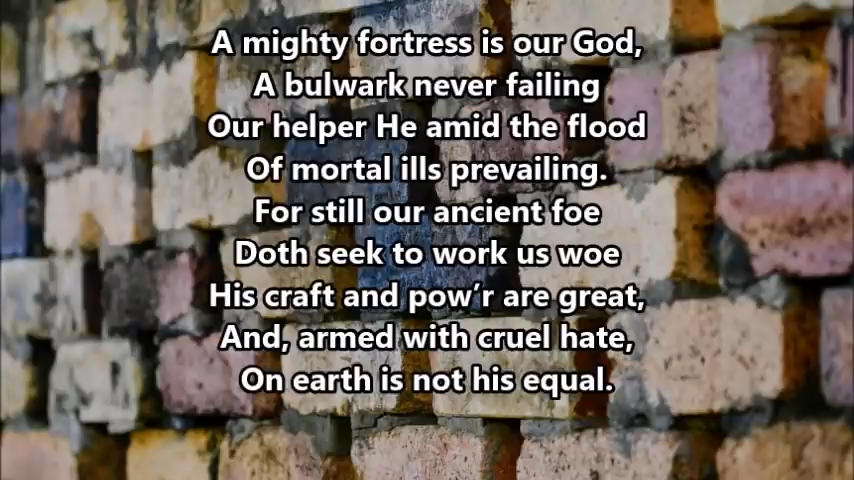 A mighty fortress is our God,
A bulwark never failing
Our helper He amid the flood
Of mortal ills prevailing.
For still our ancient foe
Doth seek to work us woe
His craft and pow’r are great,
And, armed with cruel hate,
On earth is not his equal.